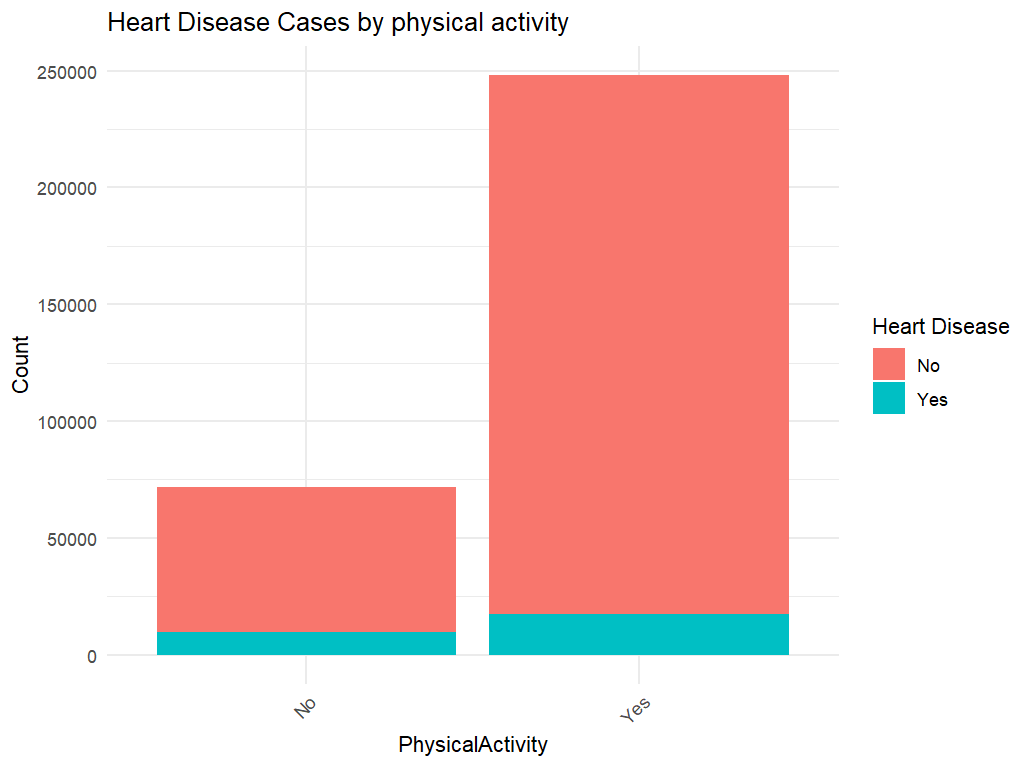 Heart Disease Cases by physical activity
250000
200000
150000
100000
50000
0
Count
No
Yes
PhysicalActivity
Heart Disease
No
Yes